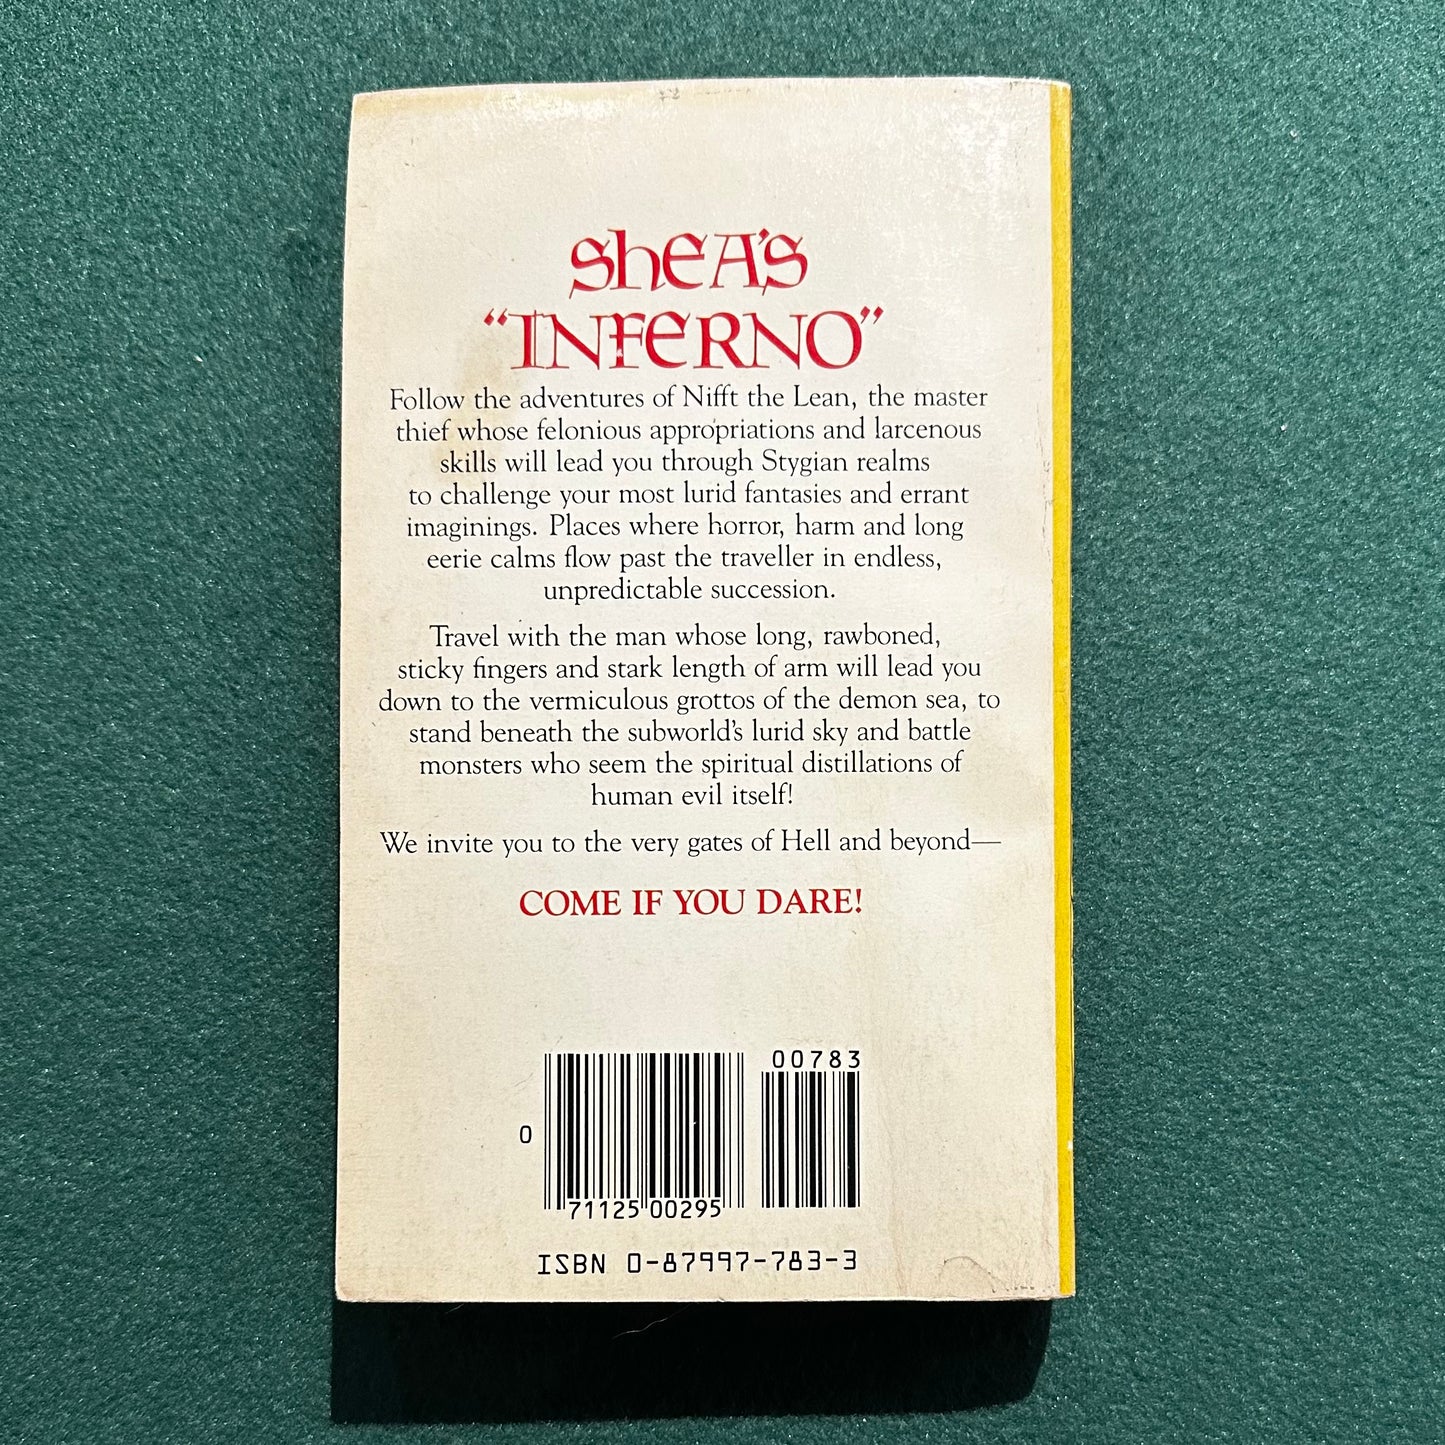 SheA's
"INFERNO"
Follow the adventures of Nifft the Lean, the master
thief whose felonious appropriations and larcenous
skills will lead you through Stygian realms
to challenge your most lurid fantasies and errant
imaginings. Places where horror, harm and long
eerie calms flow past the traveller in endless,
unpredictable succession.
Travel with the man whose long, rawboned,
sticky fingers and stark length of arm will lead you
down to the vermiculous grottos of the demon sea, to
stand beneath the subworld's lurid sky and battle
monsters who seem the spiritual distillations of
human evil itself!
We invite you to the very gates of Hell and beyond—
COME IF YOU DARE!
00783
0
71125 00295
ISBN 0-87997-783-3